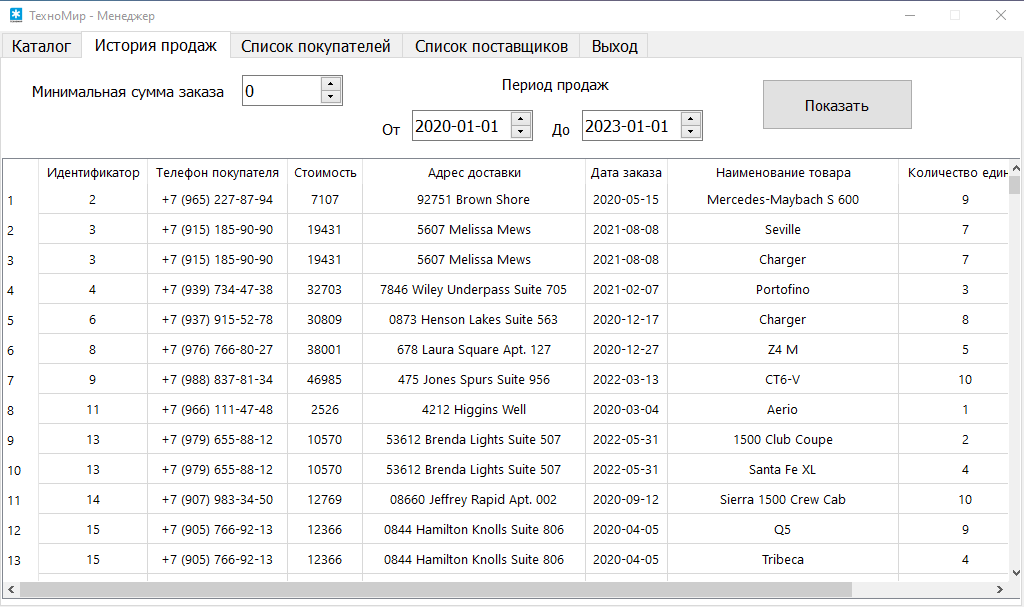 ТехноМир - Менеджер
Каталог История продаж Список покупателей Список поставщиков Выход
Период продаж
Минимальная сумма заказа 0 Показать
От 2020-01-01 До 2023-01-01
Идентификатор Телефон покупателя Стоимость Адрес доставки Дата заказа Наименование товара Количество един
1 2 +7 (965) 227-87-94 7107 92751 Brown Shore 2020-05-15 Mercedes-Maybach S 600 9
2 3 +7 (915) 185-90-90 19431 5607 Melissa Mews 2021-08-08 Seville 7
3 3 +7 (915) 185-90-90 19431 5607 Melissa Mews 2021-08-08 Charger 7
4 4 +7 (939) 734-47-38 32703 7846 Wiley Underpass Suite 705 2021-02-07 Portofino 3
5 6 +7 (937) 915-52-78 30809 0873 Henson Lakes Suite 563 2020-12-17 Charger 8
6 8 +7 (976) 766-80-27 38001 678 Laura Square Apt. 127 2020-12-27 Z4 M 5
7 9 +7 (988) 837-81-34 46985 475 Jones Spurs Suite 956 2022-03-13 CT6-V 10
8 11 +7 (966) 111-47-48 2526 4212 Higgins Well 2020-03-04 Aerio 1
9 13 +7 (979) 655-88-12 10570 53612 Brenda Lights Suite 507 2022-05-31 1500 Club Coupe 2
10 13 +7 (979) 655-88-12 10570 53612 Brenda Lights Suite 507 2022-05-31 Santa Fe XL 4
11 14 +7 (907) 983-34-50 12769 08660 Jeffrey Rapid Apt. 002 2020-09-12 Sierra 1500 Crew Cab 10
12 15 +7 (905) 766-92-13 12366 0844 Hamilton Knolls Suite 806 2020-04-05 Q5 9
13 15 +7 (905) 766-92-13 12366 0844 Hamilton Knolls Suite 806 2020-04-05 Tribeca 4